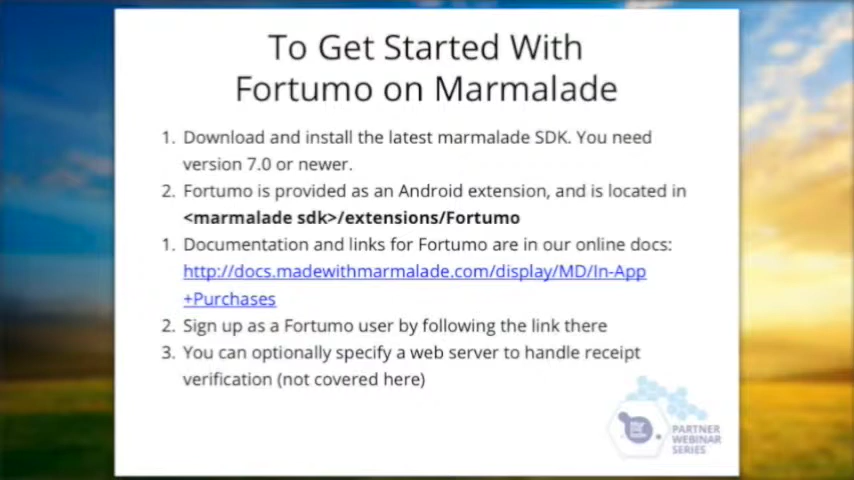 To Get Started With
Fortumo on Marmalade
1. Download and install the latest marmalade SDK. You need
version 7.0 or newer.
2. Fortumo is provided as an Android extension, and is located in
<marmalade sdk>/extensions/Fortumo
1. Documentation and links for Fortumo are in our online docs:
http://docs.madewithmarmalade.com/display/MD/In-App
+Purchases
2. Sign up as a Fortumo user by following the link there
3. You can optionally specify a web server to handle receipt
verification (not covered here)
PARTNER
WEBINAR
SERIES